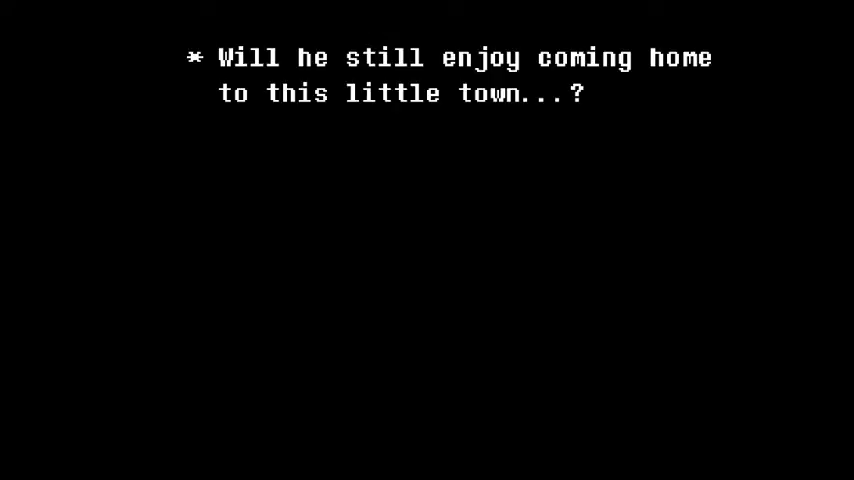 * Will he still enjoy coming home
to this little town...?